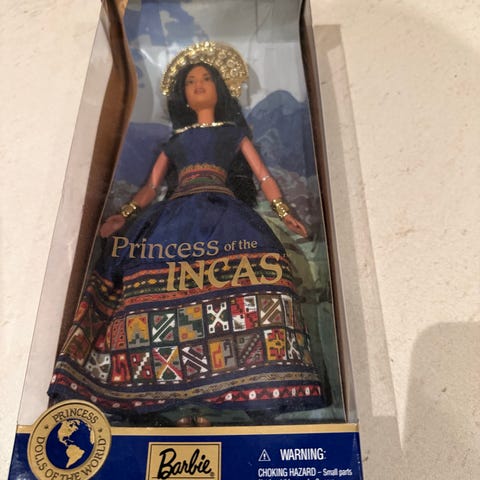 Princess of the
INCAS
PRINCESS
DOLLS OF THE WORLD
Barbie
WARNING:
CHOKING HAZARD – Small parts